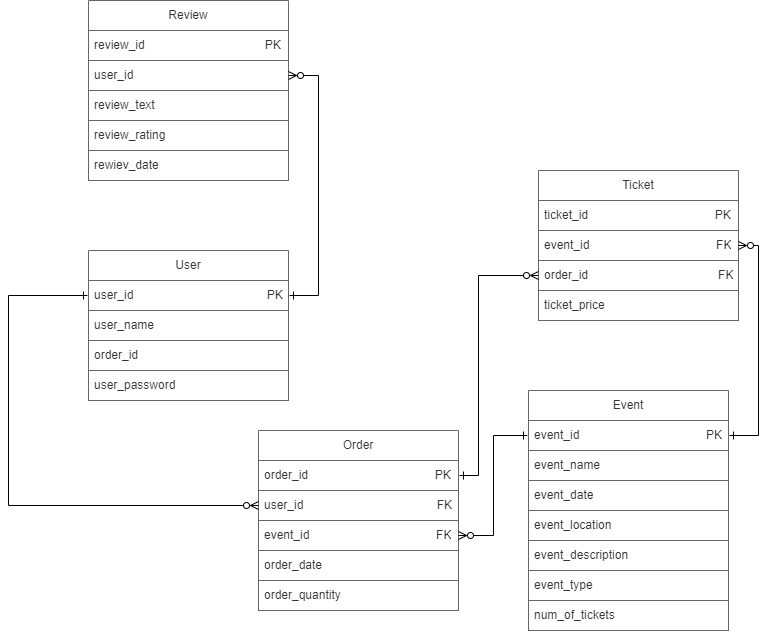 Review
review_id PK
user_id
review_text
review_rating
rewiev_date
Ticket
ticket_id PK
event_id FK
order_id FK
ticket_price
User
user_id PK
user_name
order_id
user_password
Event
event_id PK
event_name
event_date
event_location
event_description
event_type
num_of_tickets
Order
order_id PK
user_id FK
event_id FK
order_date
order_quantity